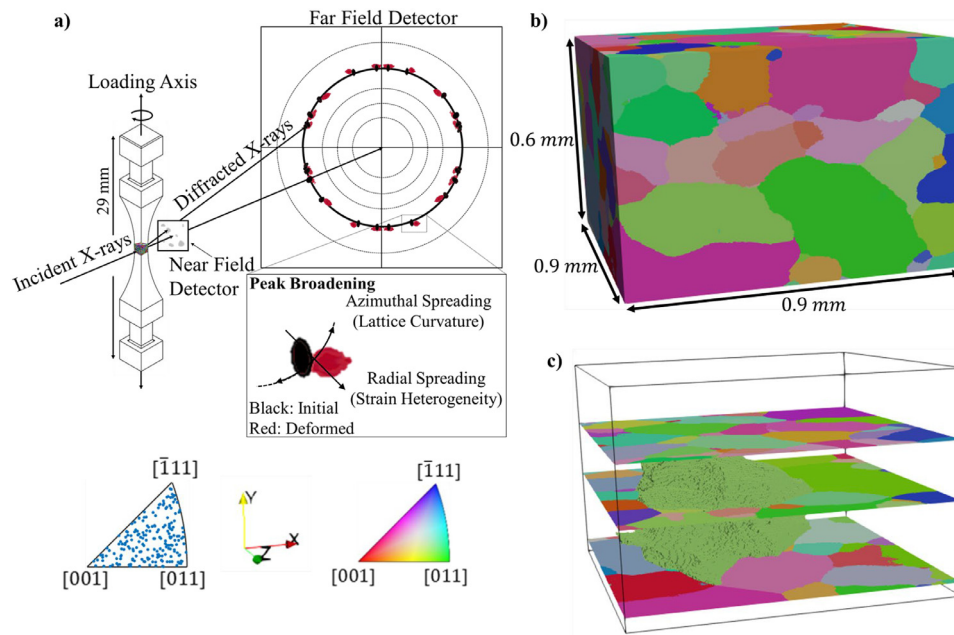 a)
Far Field Detector
Loading Axis
29 mm
Diffracted X-rays
Incident X-rays
Near Field
Detector
Peak Broadening
Azimuthal Spreading
(Lattice Curvature)
Radial Spreading
(Strain Heterogeneity)
Black: Initial
Red: Deformed
[1̅11]
[001]
[011]
Y
X
Z
[1̅11]
[001]
[011]
b)
0.6 mm
0.9 mm
0.9 mm
c)